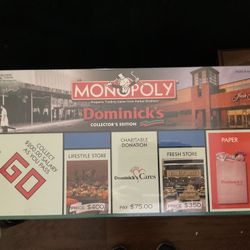 MONOPOLY
Property Trading Game from Parker Brothers
Dominick's
COLLECTOR'S EDITION
COLLECT
$200.00 SALARY
AS YOU PASS
GO
LIFESTYLE STORE
PRICE $400
CHARITABLE
DONATION
Dominick's Cares
PAY $75.00
FRESH STORE
PRICE $350
PAPER